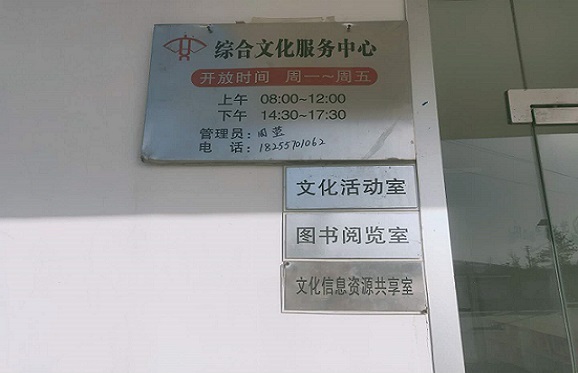 综合文化服务中心
开放时间 周一～周五
上午 08:00~12:00
下午 14:30~17:30
管理员：周莹
电 话：18255701062
文化活动室
图书阅览室
文化信息资源共享室